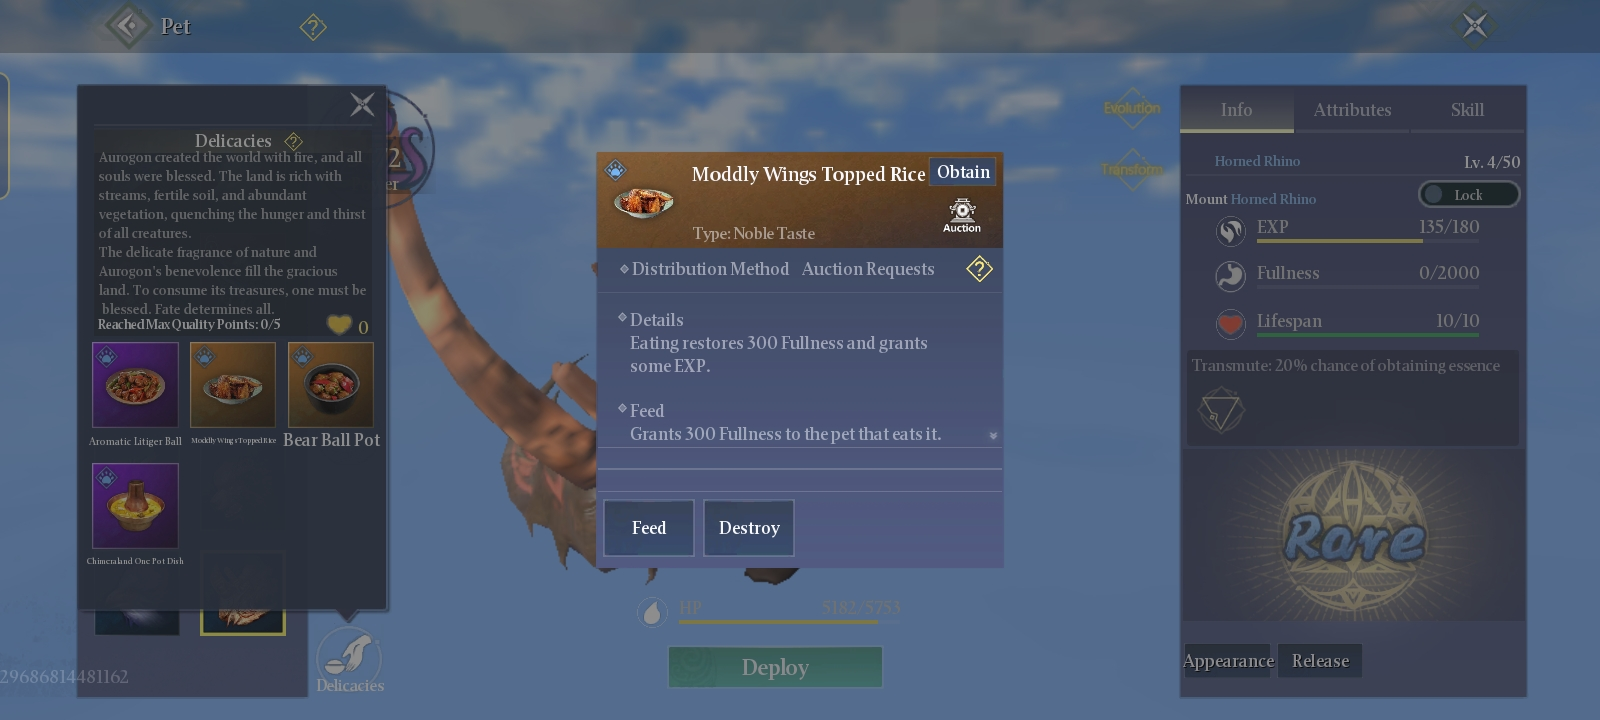 Pet
Delicacies
Aurogon created the world with fire, and all
souls were blessed. The land is rich with
streams, fertile soil, and abundant
vegetation, quenching the hunger and thirst
of all creatures.
The delicate fragrance of nature and
Aurogon's benevolence fill the gracious
land. To consume its treasures, one must be
blessed. Fate determines all.
Reached Max Quality Points: 0/5
0
Aromatic Litiger Ball
Moddly Wings Topped Rice
Bear Ball Pot
Chimeraland One Pot Dish
29686814481162
Delicacies
Moddly Wings Topped Rice
Obtain
Type: Noble Taste
Auction
Distribution Method Auction Requests
Details
Eating restores 300 Fullness and grants
some EXP.
Feed
Grants 300 Fullness to the pet that eats it.
Feed
Destroy
HP 5182/5753
Deploy
Evolution
Transform
Info
Attributes
Skill
Horned Rhino
Lv. 4/50
Mount Horned Rhino
Lock
EXP 135/180
Fullness 0/2000
Lifespan 10/10
Transmute: 20% chance of obtaining essence
Rare
Appearance
Release